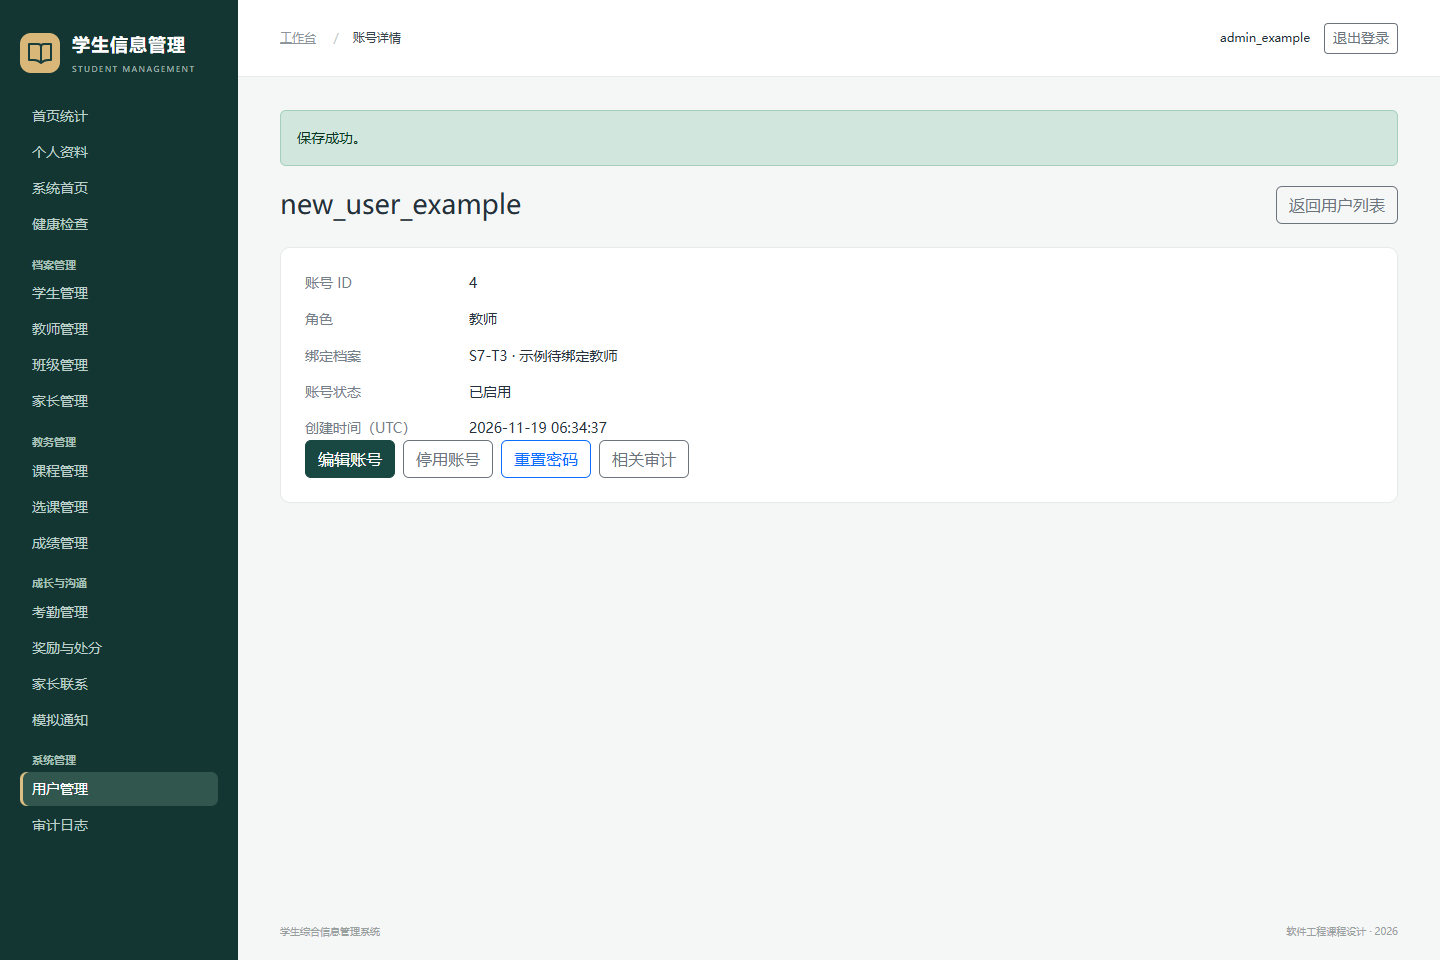 学生信息管理
STUDENT MANAGEMENT
首页统计
个人资料
系统首页
健康检查
档案管理
学生管理
教师管理
班级管理
家长管理
教务管理
课程管理
选课管理
成绩管理
成长与沟通
考勤管理
奖励与处分
家长联系
模拟通知
系统管理
用户管理
审计日志
工作台 / 账号详情
admin_example 退出登录
保存成功。
new_user_example 返回用户列表
账号 ID 4
角色 教师
绑定档案 S7-T3 · 示例待绑定教师
账号状态 已启用
创建时间（UTC） 2026-11-19 06:34:37
编辑账号 停用账号 重置密码 相关审计
学生综合信息管理系统 软件工程课程设计 · 2026